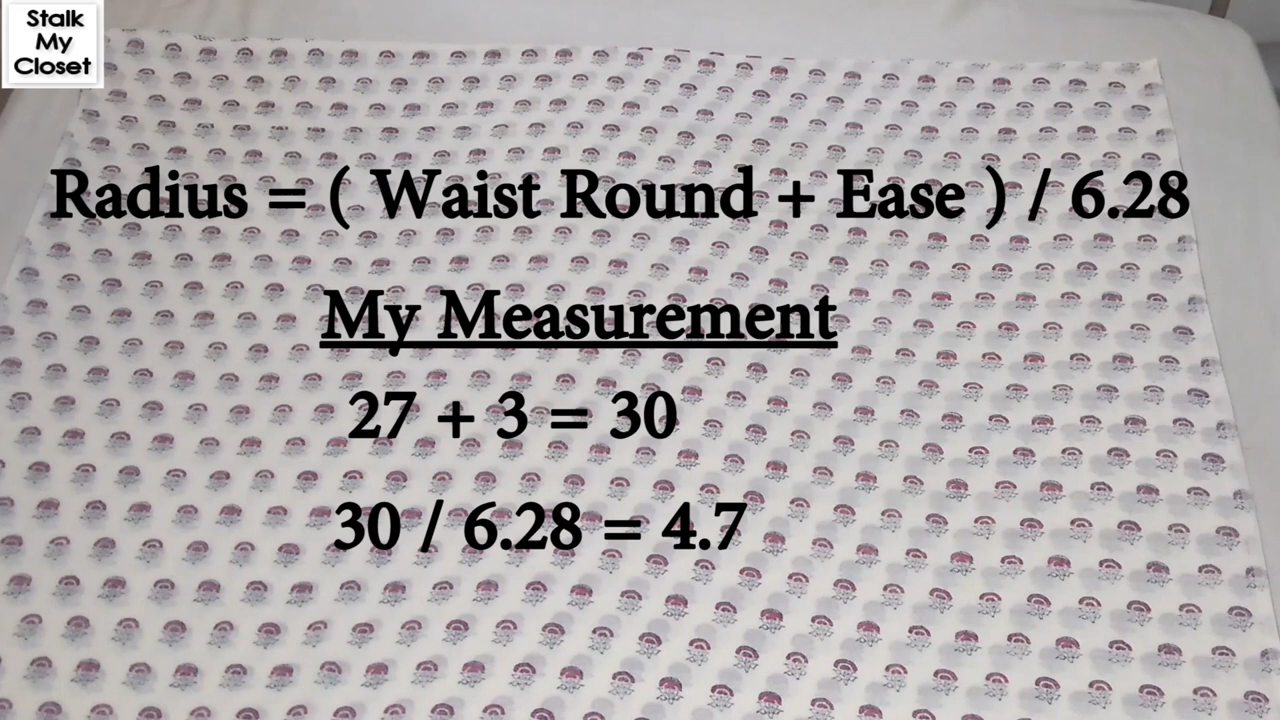 Stalk
My
Closet
Radius = ( Waist Round + Ease ) / 6.28
My Measurement
27 + 3 = 30
30 / 6.28 = 4.7